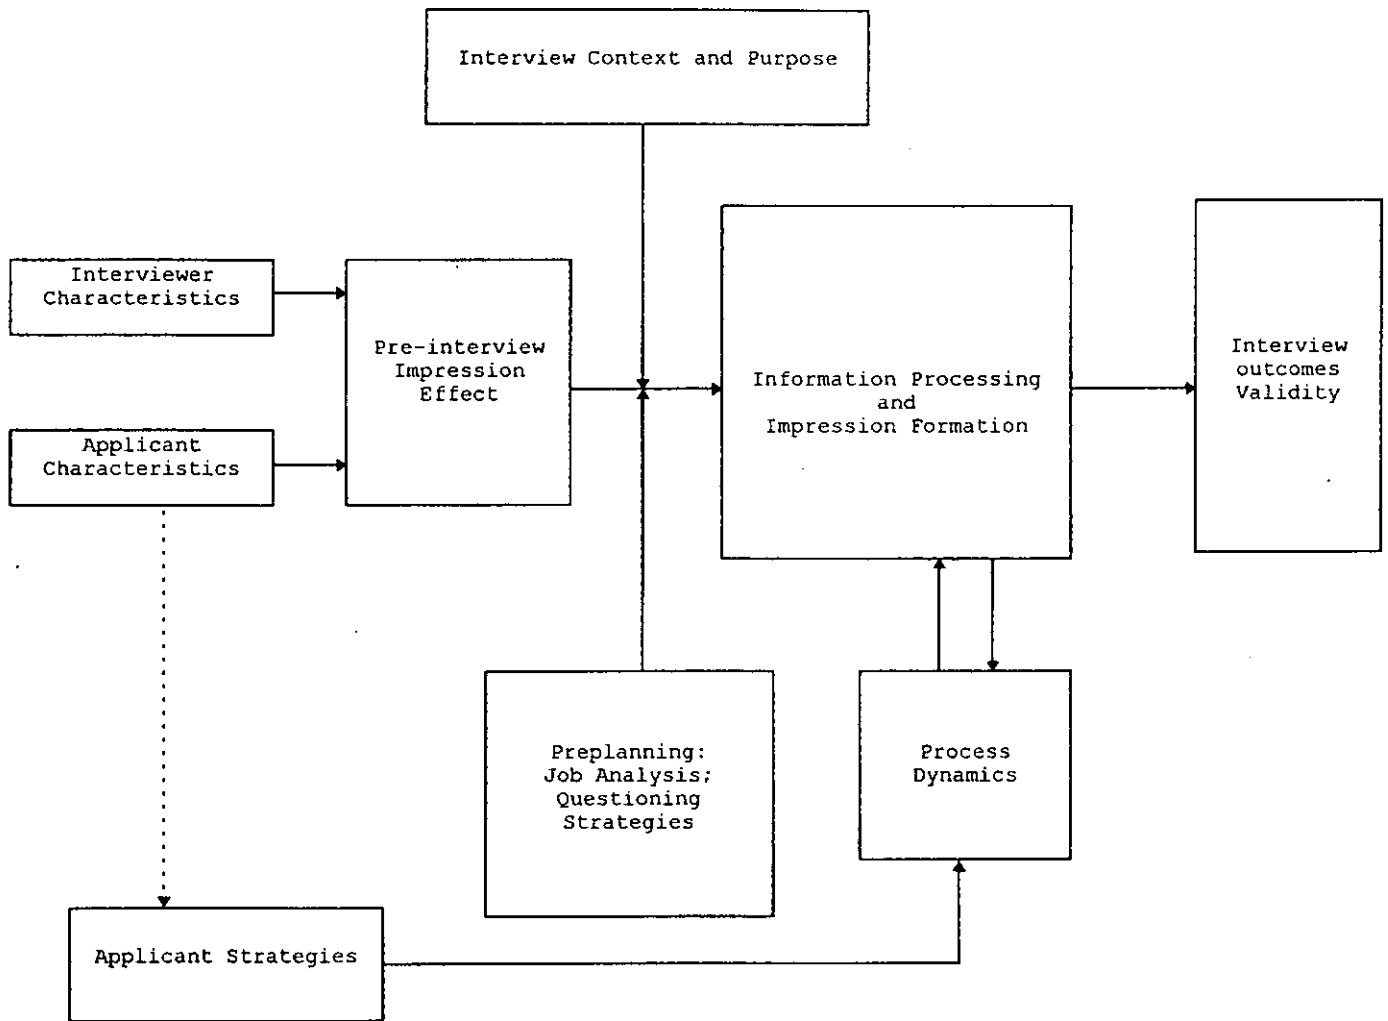 Interview Context and Purpose
Interviewer
Characteristics
Pre-interview
Impression
Effect
Applicant
Characteristics
Information Processing
and
Impression Formation
Interview
outcomes
Validity
Preplanning:
Job Analysis;
Questioning
Strategies
Process
Dynamics
Applicant Strategies